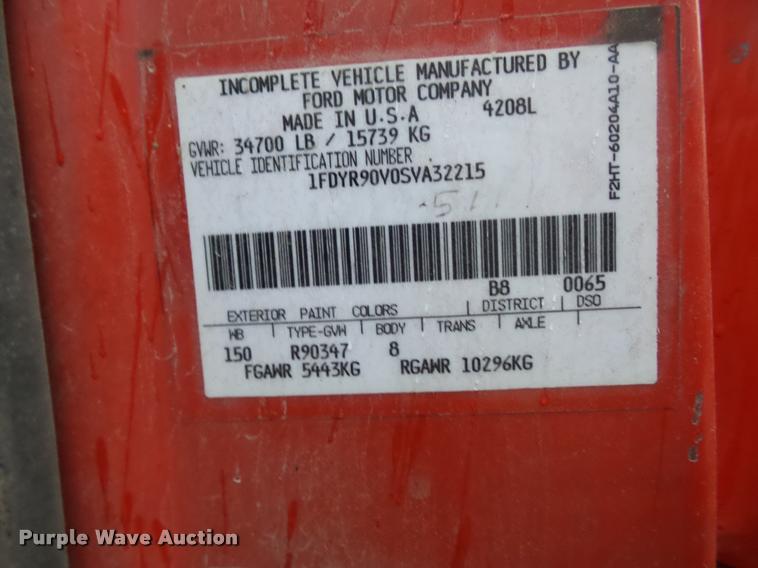 INCOMPLETE VEHICLE MANUFACTURED BY
FORD MOTOR COMPANY
MADE IN U.S.A 4208L
GVWR: 34700 LB / 15739 KG
VEHICLE IDENTIFICATION NUMBER
1FDYR90V0SVA32215
F2HT-60204A10-AA
B8 0065
EXTERIOR PAINT COLORS DISTRICT DSO
WB TYPE-GVW BODY TRANS AXLE
150 R90347 8
FGAWR 5443KG RGAWR 10296KG
Purple Wave Auction